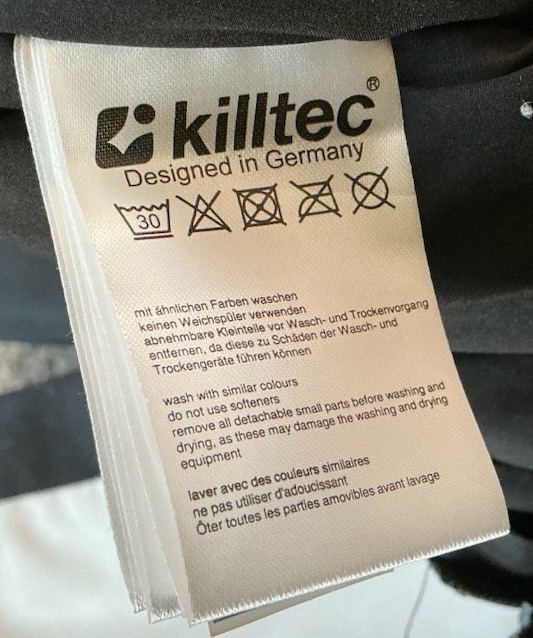 killtec®
Designed in Germany
30
mit ähnlichen Farben waschen
keinen Weichspüler verwenden
abnehmbare Kleinteile vor Wasch- und Trockenvorgang
entfernen, da diese zu Schäden der Wasch- und
Trockengeräte führen können
wash with similar colours
do not use softeners
remove all detachable small parts before washing and
drying, as these may damage the washing and drying
equipment
laver avec des couleurs similaires
ne pas utiliser d'adoucissant
Ôter toutes les parties amovibles avant lavage